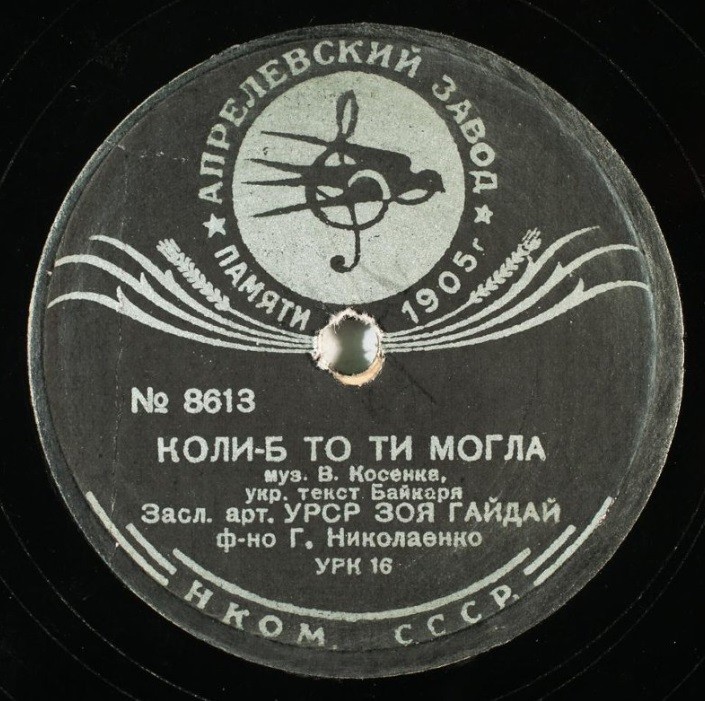 АПРЕЛЕВСКИЙ ЗАВОД
ПАМЯТИ 1905 г
№ 8613
КОЛИ-Б ТО ТИ МОГЛА
муз. В. Косенка,
укр. текст Байкаря
Засл. арт. УРСР ЗОЯ ГАЙДАЙ
ф-но Г. Николаенко
УРК 16
НКОМ СССР.